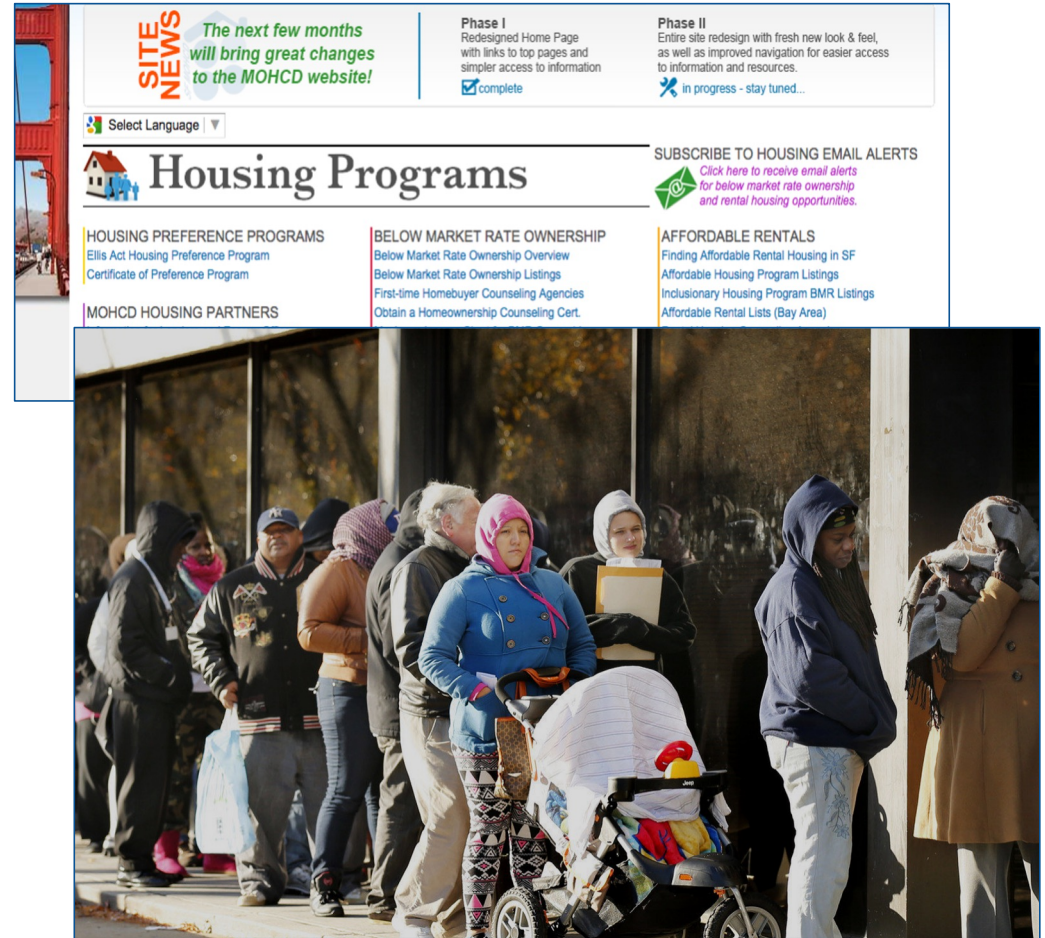 SITE
NEWS
The next few months
will bring great changes
to the MOHCD website!
Phase I
Redesigned Home Page
with links to top pages and
simpler access to information
complete
Phase II
Entire site redesign with fresh new look & feel,
as well as improved navigation for easier access
to information and resources.
in progress - stay tuned...
Select Language
Housing Programs
SUBSCRIBE TO HOUSING EMAIL ALERTS
Click here to receive email alerts
for below market rate ownership
and rental housing opportunities.
HOUSING PREFERENCE PROGRAMS
Ellis Act Housing Preference Program
Certificate of Preference Program
MOHCD HOUSING PARTNERS
BELOW MARKET RATE OWNERSHIP
Below Market Rate Ownership Overview
Below Market Rate Ownership Listings
First-time Homebuyer Counseling Agencies
Obtain a Homeownership Counseling Cert.
AFFORDABLE RENTALS
Finding Affordable Rental Housing in SF
Affordable Housing Program Listings
Inclusionary Housing Program BMR Listings
Affordable Rental Lists (Bay Area)
Jeep